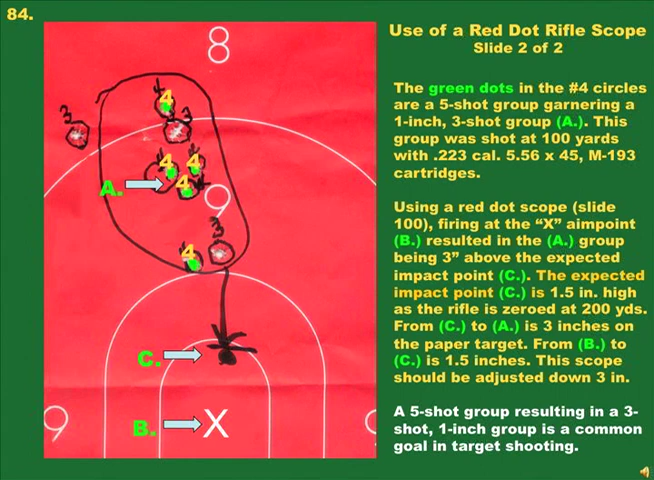 84.
Use of a Red Dot Rifle Scope
Slide 2 of 2
8
4
4
3
3
The green dots in the #4 circles
are a 5-shot group garnering a
1-inch, 3-shot group (A.). This
group was shot at 100 yards
with .223 cal. 5.56 x 45, M-193
cartridges.
4
4
4
4
4
A.
9
Using a red dot scope (slide
100), firing at the “X” aimpoint
(B.) resulted in the (A.) group
being 3” above the expected
impact point (C.). The expected
impact point (C.) is 1.5 in. high
as the rifle is zeroed at 200 yds.
From (C.) to (A.) is 3 inches on
the paper target. From (B.) to
(C.) is 1.5 inches. This scope
should be adjusted down 3 in.
3
4
4
C.
9
B.
X
A 5-shot group resulting in a 3-
shot, 1-inch group is a common
goal in target shooting.